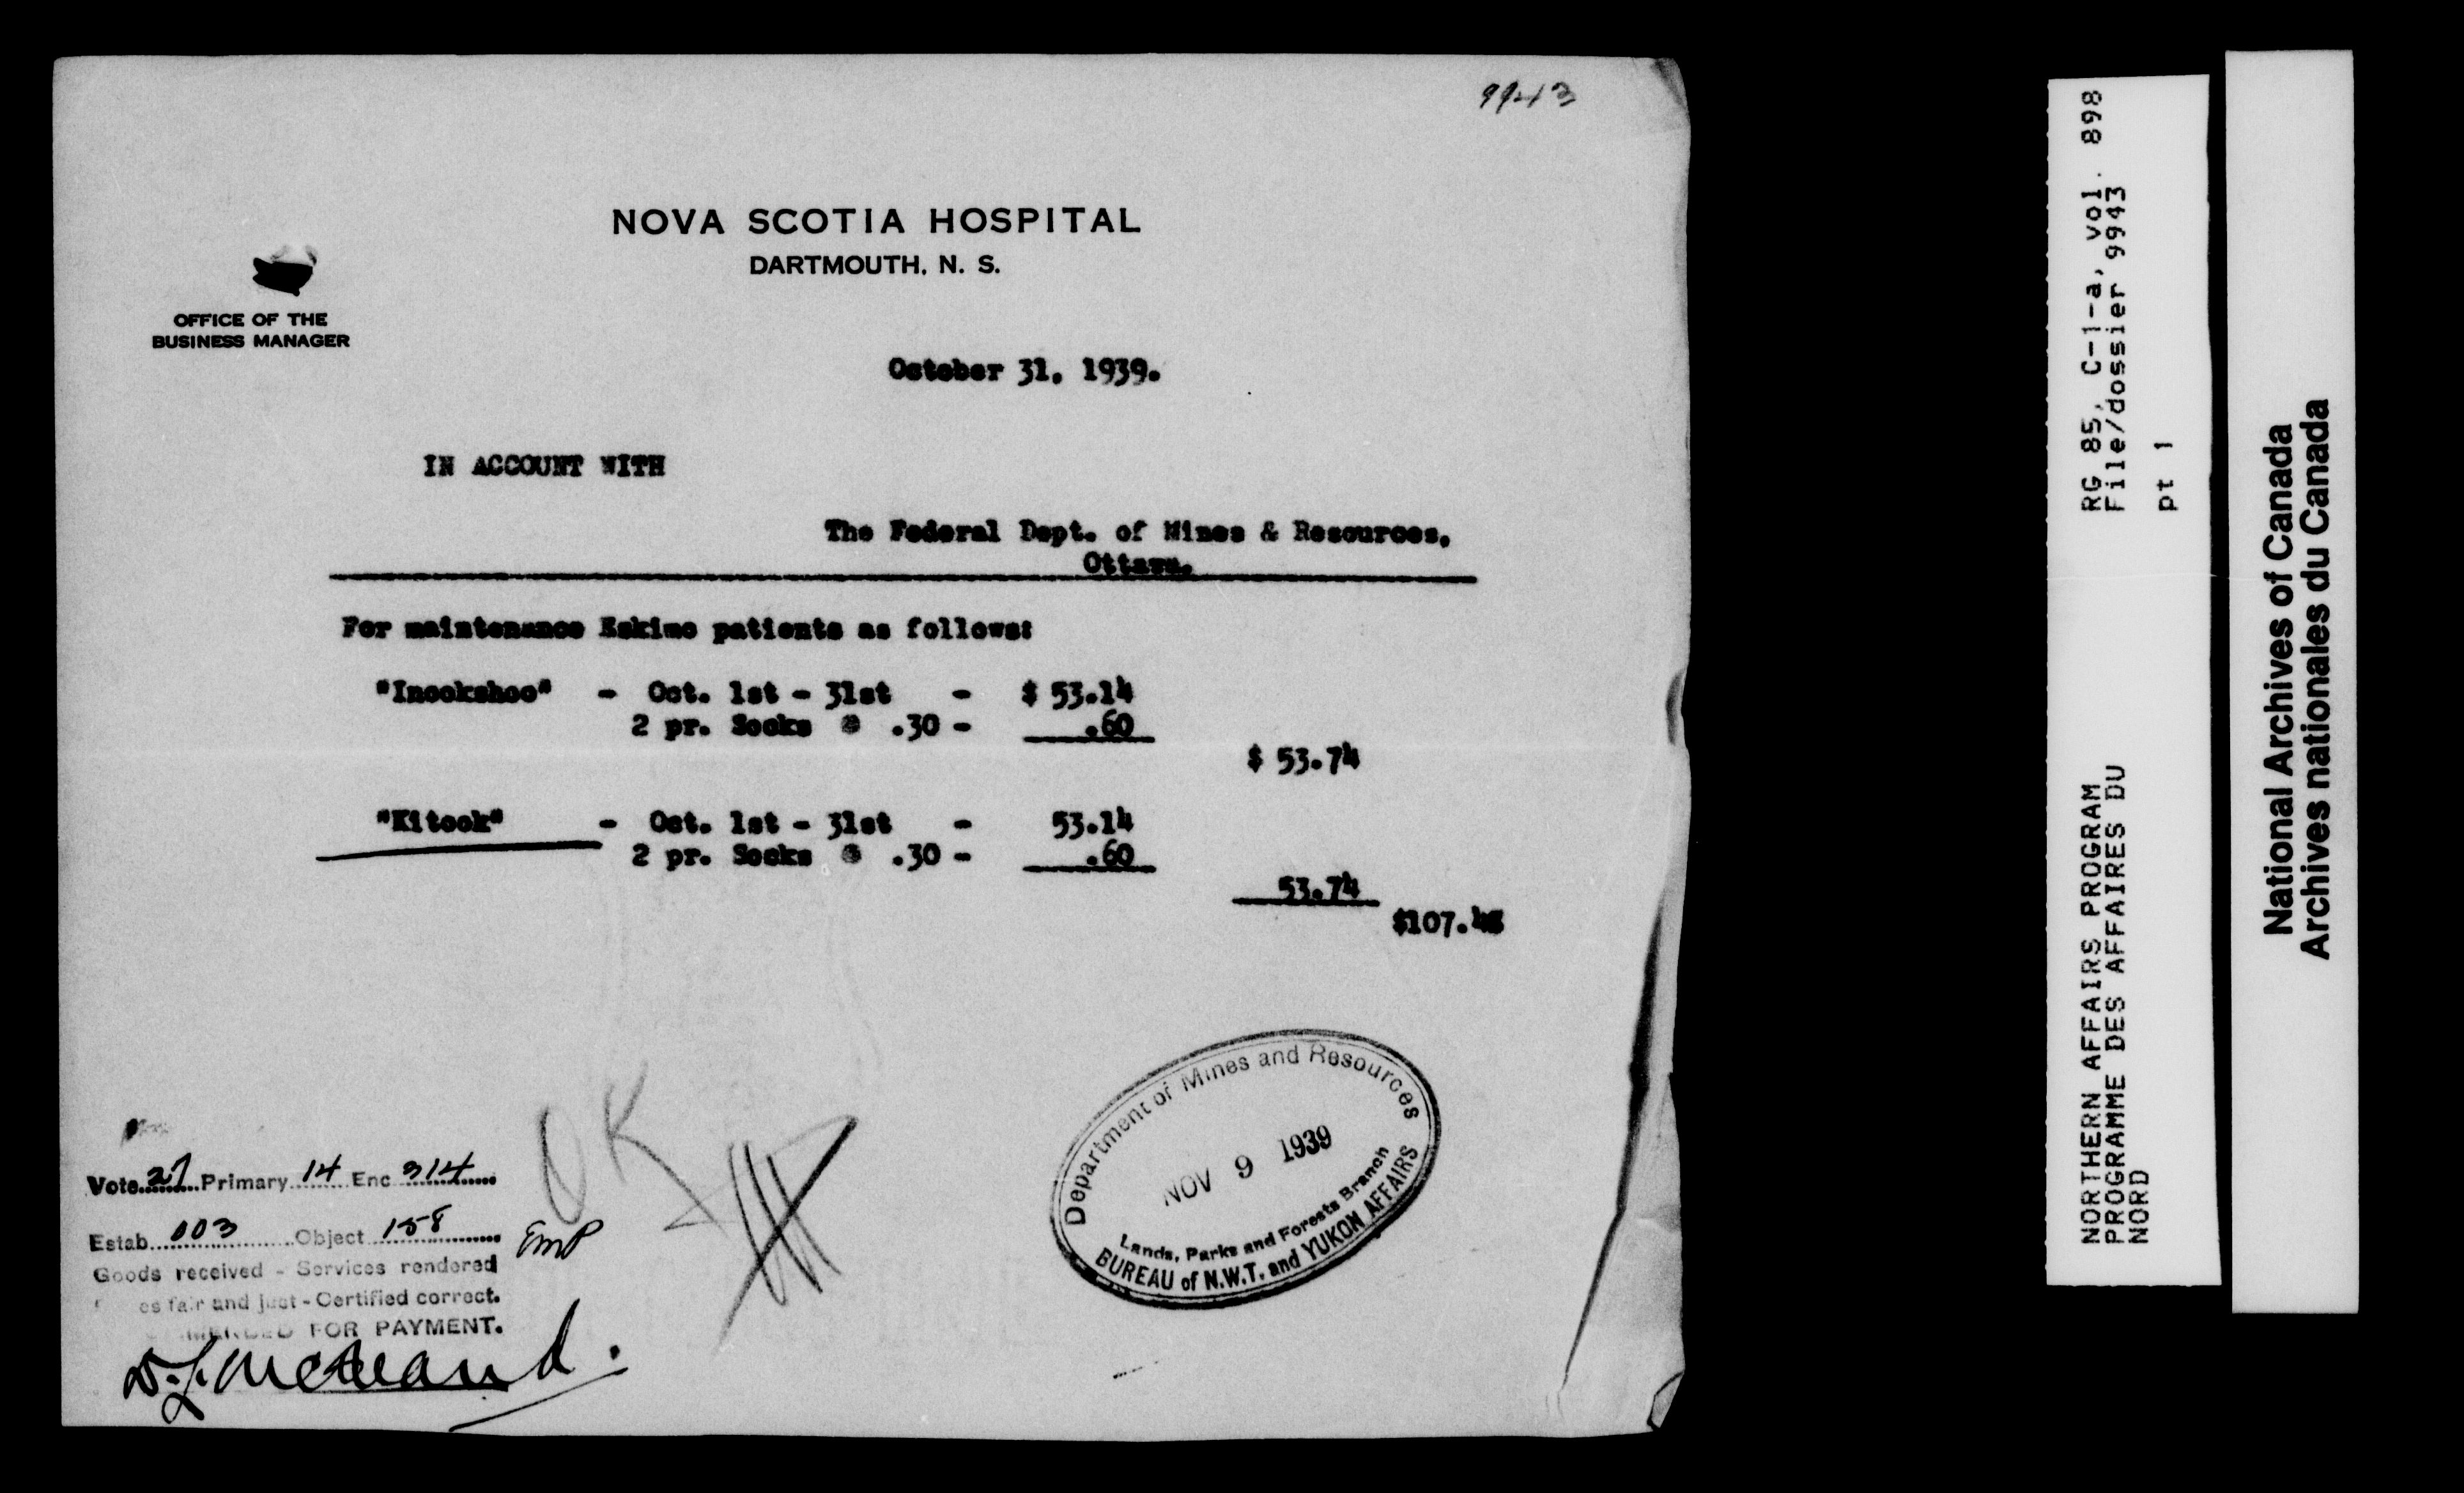 9943
NOVA SCOTIA HOSPITAL
DARTMOUTH, N. S.
OFFICE OF THE
BUSINESS MANAGER
October 31, 1939.
IN ACCOUNT WITH
The Federal Dept. of Mines & Resources,
Ottawa.
For maintenance Eskimo patients as follows:
"Inookshoo" - Oct. 1st - 31st - $ 53.14
2 pr. Socks @ .30 - .60
$ 53.74
"Kitook" - Oct. 1st - 31st - 53.14
2 pr. Socks @ .30 - .60
53.74
$107.48
OK
Vote 27 Primary 14 Enc 314
Estab 003 Object 158
EmP
Goods received - Services rendered
es fair and just - Certified correct.
FOR PAYMENT.
Department of Mines and Resources
NOV 9 1939
Lands, Parks and Forests Branch
BUREAU of N.W.T. and YUKON AFFAIRS
RG 85, C-1-a, vol. 898
File/dossier 9943
pt 1
NORTHERN AFFAIRS PROGRAM
PROGRAMME DES AFFAIRES DU
NORD
National Archives of Canada
Archives nationales du Canada